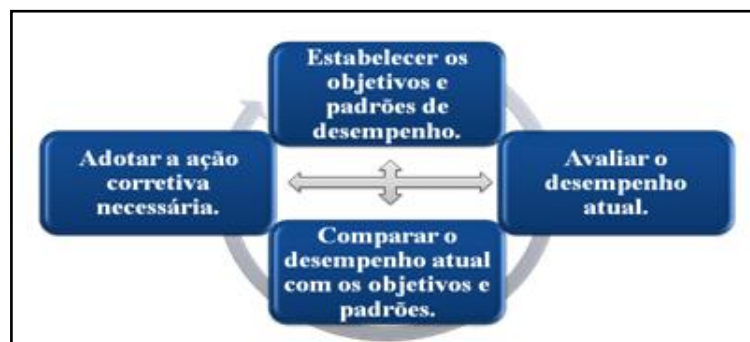 Estabelecer os
objetivos e
padrões de
desempenho.
Adotar a ação
corretiva
necessária.
Avaliar o
desempenho
atual.
Comparar o
desempenho atual
com os objetivos e
padrões.